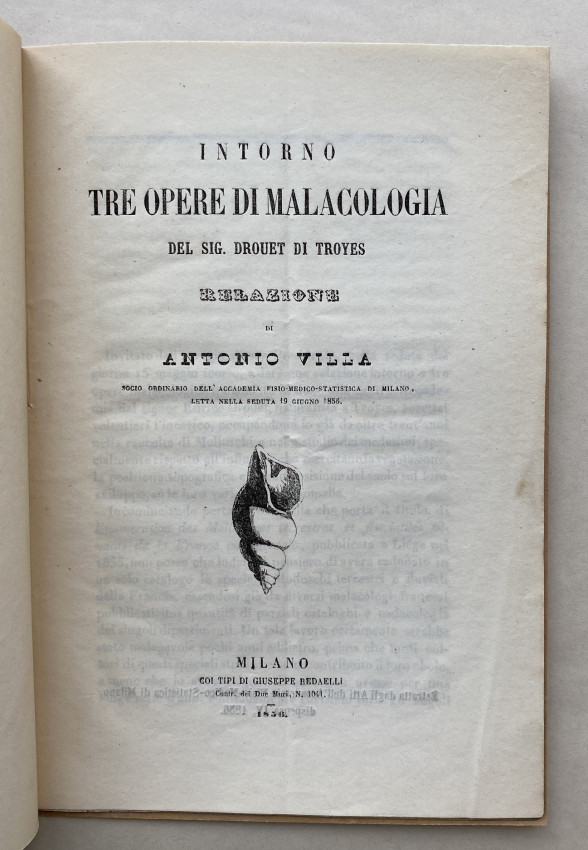 INTORNO
TRE OPERE DI MALACOLOGIA
DEL SIG. DROUET DI TROYES
RELAZIONE
DI
ANTONIO VILLA
SOCIO ORDINARIO DELL' ACCADEMIA FISIO-MEDICO-STATISTICA DI MILANO,
LETTA NELLA SEDUTA 19 GIUGNO 1856.
MILANO
COI TIPI DI GIUSEPPE REDAELLI
Contr. dei Due Muri, N. 1041.
1856.